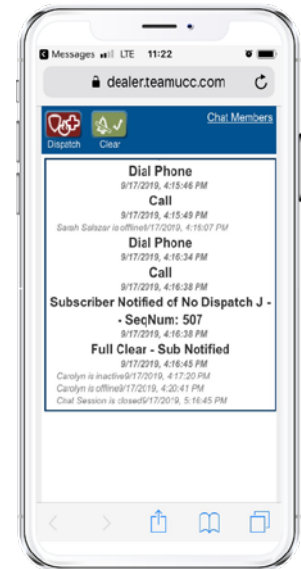 Messages LTE 11:22
dealer.teamucc.com
Chat Members
Dispatch Clear
Dial Phone
9/17/2019, 4:15:46 PM
Call
9/17/2019, 4:15:49 PM
Sarah Salazar is offline9/17/2019, 4:16:07 PM
Dial Phone
9/17/2019, 4:16:34 PM
Call
9/17/2019, 4:16:38 PM
Subscriber Notified of No Dispatch J -
- SeqNum: 507
9/17/2019, 4:16:38 PM
Full Clear - Sub Notified
9/17/2019, 4:16:45 PM
Carolyn is inactive9/17/2019, 4:17:20 PM
Carolyn is offline9/17/2019, 4:20:41 PM
Chat Session is closed9/17/2019, 5:16:45 PM